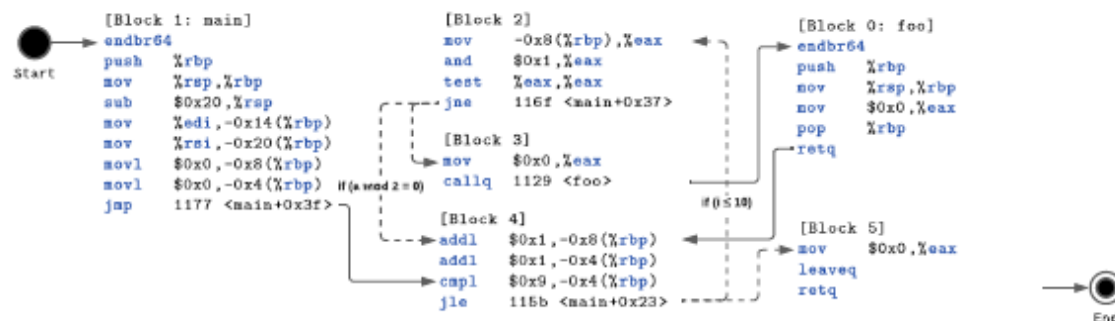 Start
[Block 1: main]
endbr64
push %rbp
mov %rsp,%rbp
sub $0x20,%rsp
mov %edi,-0x14(%rbp)
mov %rsi,-0x20(%rbp)
movl $0x0,-0x8(%rbp)
movl $0x0,-0x4(%rbp)
jmp 1177 <main+0x3f>
[Block 2]
mov -0x8(%rbp),%eax
and $0x1,%eax
test %eax,%eax
jne 116f <main+0x37>
[Block 3]
mov $0x0,%eax
callq 1129 <foo>
if (a mod 2 = 0)
[Block 4]
addl $0x1,-0x8(%rbp)
addl $0x1,-0x4(%rbp)
cmpl $0x9,-0x4(%rbp)
jle 115b <main+0x23>
if (i ≤ 10)
[Block 0: foo]
endbr64
push %rbp
mov %rsp,%rbp
mov $0x0,%eax
pop %rbp
retq
[Block 5]
mov $0x0,%eax
leaveq
retq